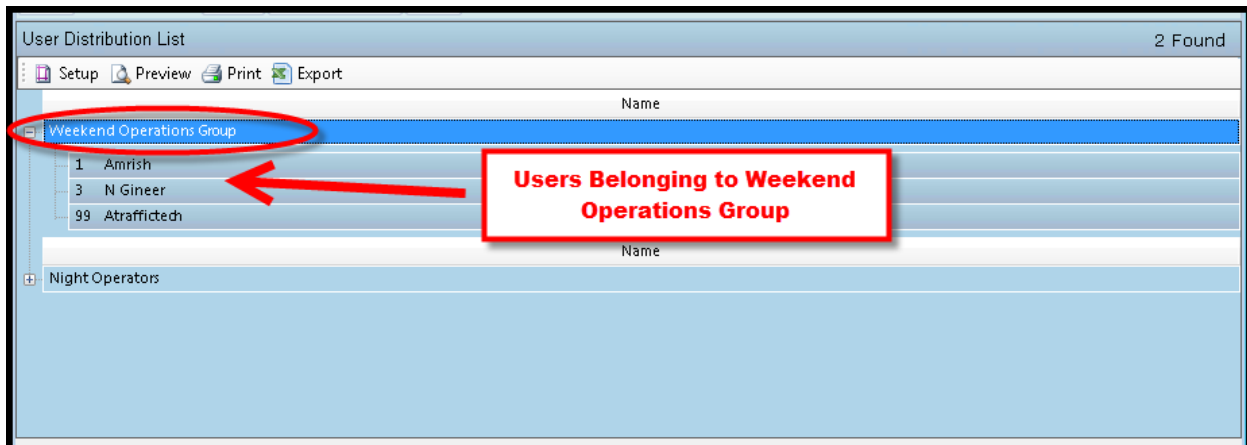 User Distribution List 2 Found
Setup Preview Print Export
Name
Weekend Operations Group
1 Amrish
3 N Gineer
99 Atraffictech
Users Belonging to Weekend
Operations Group
Name
Night Operators